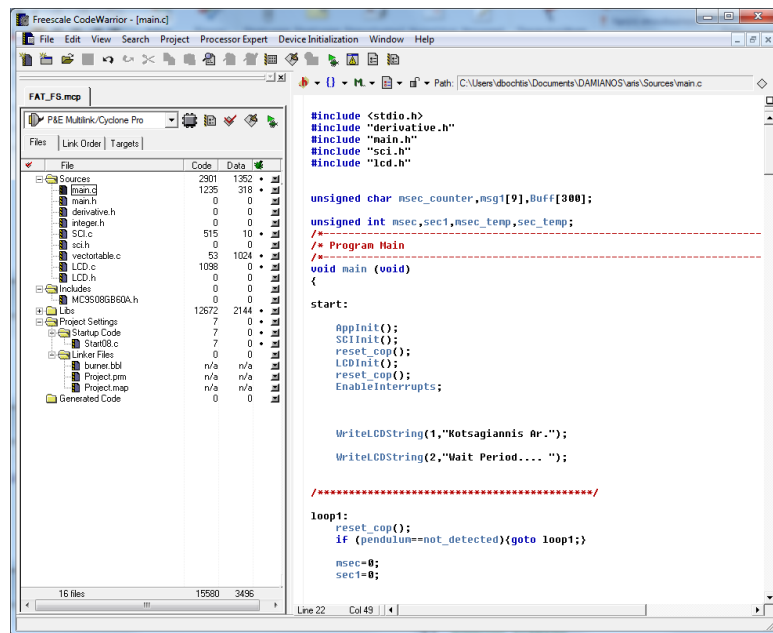 Freescale CodeWarrior - [main.c]
File Edit View Search Project Processor Expert Device Initialization Window Help
Path: C:\Users\dbochtis\Documents\DAMIANOS\aris\Sources\main.c
FAT_FS.mcp
P&E Multilink/Cyclone Pro
Files Link Order Targets
File Code Data
Sources 2901 1352
main.c 1235 318
main.h 0 0
derivative.h 0 0
integer.h 0 0
SCI.c 515 10
sci.h 0 0
vectortable.c 53 1024
LCD.c 1098 0
LCD.h 0 0
Includes 0 0
MC9S08GB60A.h 0 0
Libs 12672 2144
Project Settings 7 0
Startup Code 7 0
Start08.c 7 0
Linker Files 0 0
burner.bbl n/a n/a
Project.prm n/a n/a
Project.map n/a n/a
Generated Code 0 0
16 files 15580 3496
#include <stdio.h>
#include "derivative.h"
#include "main.h"
#include "sci.h"
#include "lcd.h"
unsigned char msec_counter,msg1[9],Buff[300];
unsigned int msec,sec1,msec_temp,sec_temp;
/*----------------------------------------------------------------------
/* Program Main
/*----------------------------------------------------------------------
void main (void)
{
start:
AppInit();
SCIInit();
reset_cop();
LCDInit();
reset_cop();
EnableInterrupts;
WriteLCDString(1,"Kotsagiannis Ar.");
WriteLCDString(2,"Wait Period.... ");
/********************************************/
loop1:
reset_cop();
if (pendulum==not_detected){goto loop1;}
msec=0;
sec1=0;
Line 22 Col 49